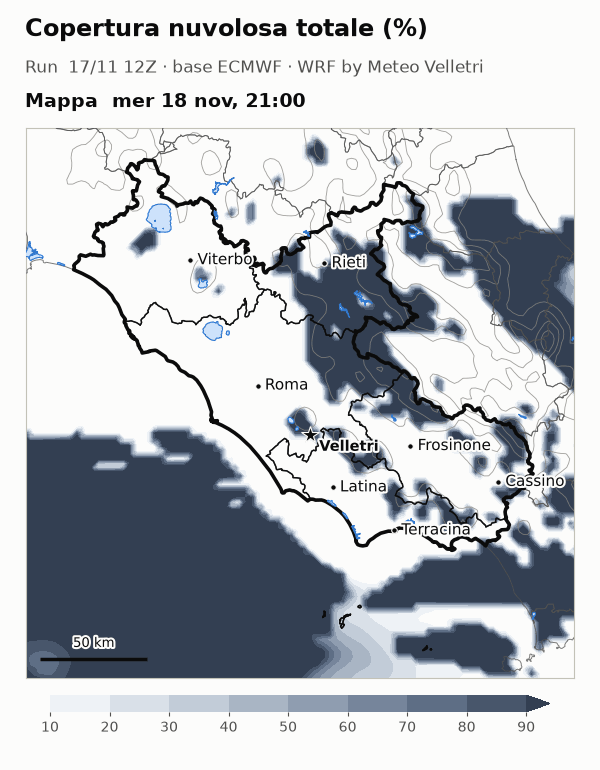 Copertura nuvolosa totale (%)
Run 17/11 12Z · base ECMWF · WRF by Meteo Velletri
Mappa mer 18 nov, 21:00
Viterbo
Rieti
Roma
Velletri
Frosinone
Cassino
Latina
Terracina
50 km
10 20 30 40 50 60 70 80 90